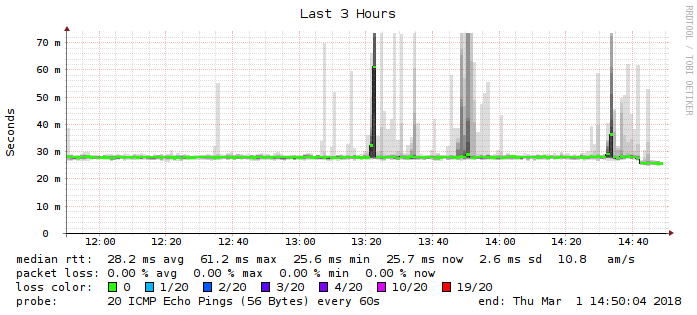 Last 3 Hours
RRDTOOL / TOBI OETIKER
Seconds
70 m
60 m
50 m
40 m
30 m
20 m
10 m
0
12:00 12:20 12:40 13:00 13:20 13:40 14:00 14:20 14:40
median rtt: 28.2 ms avg 61.2 ms max 25.6 ms min 25.7 ms now 2.6 ms sd 10.8 am/s
packet loss: 0.00 % avg 0.00 % max 0.00 % min 0.00 % now
loss color: 0 1/20 2/20 3/20 4/20 10/20 19/20
probe: 20 ICMP Echo Pings (56 Bytes) every 60s end: Thu Mar 1 14:50:04 2018